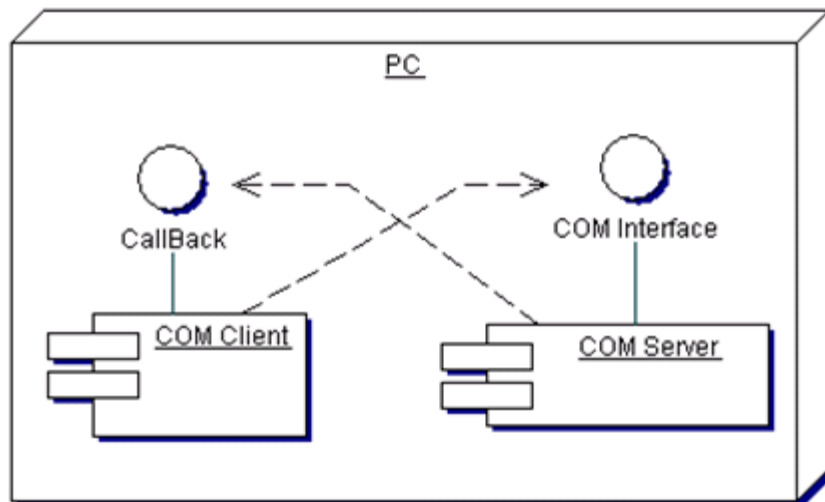 PC
CallBack
COM Interface
COM Client
COM Server